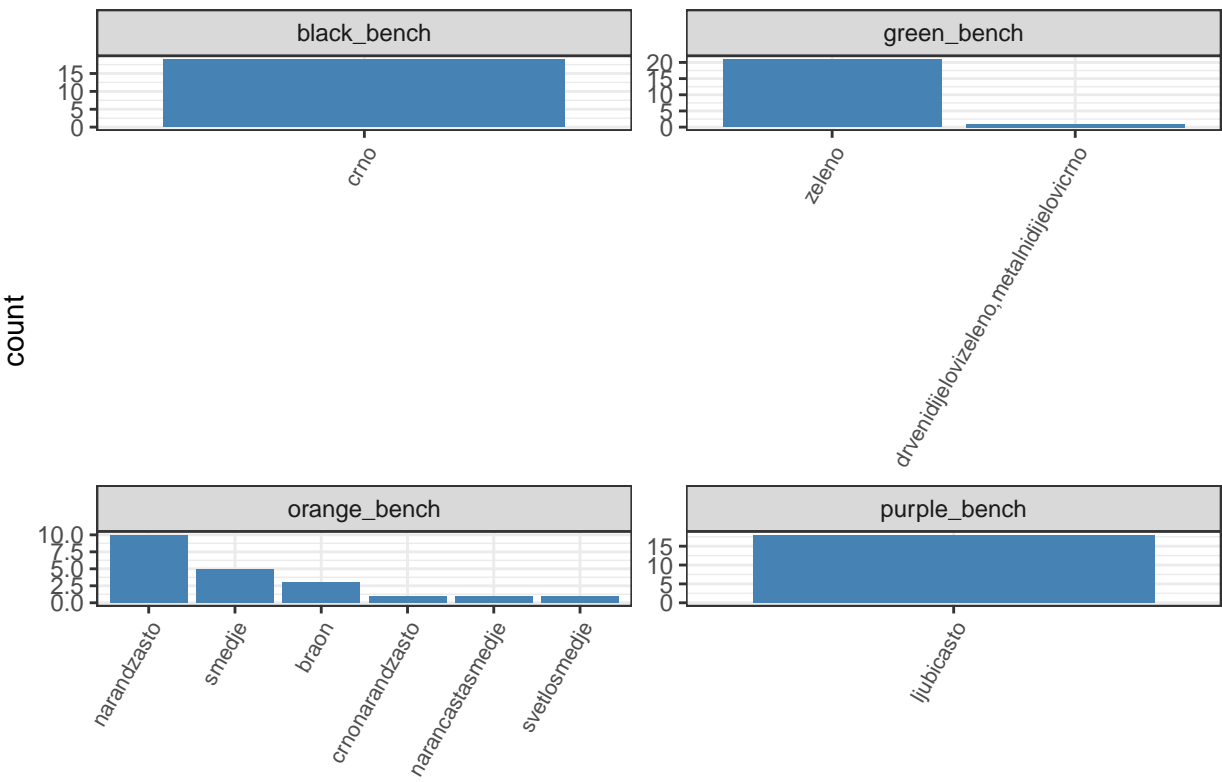 count
black_bench
15
10
5
0
crno
green_bench
20
15
10
5
0
zeleno
drvenidijelovizeleno,metalnidijelovicrno
orange_bench
10.0
7.5
5.0
2.5
0.0
narandzasto
smedje
braon
crnonarandzasto
narancastasmedje
svetlosmedje
purple_bench
15
10
5
0
ljubicasto